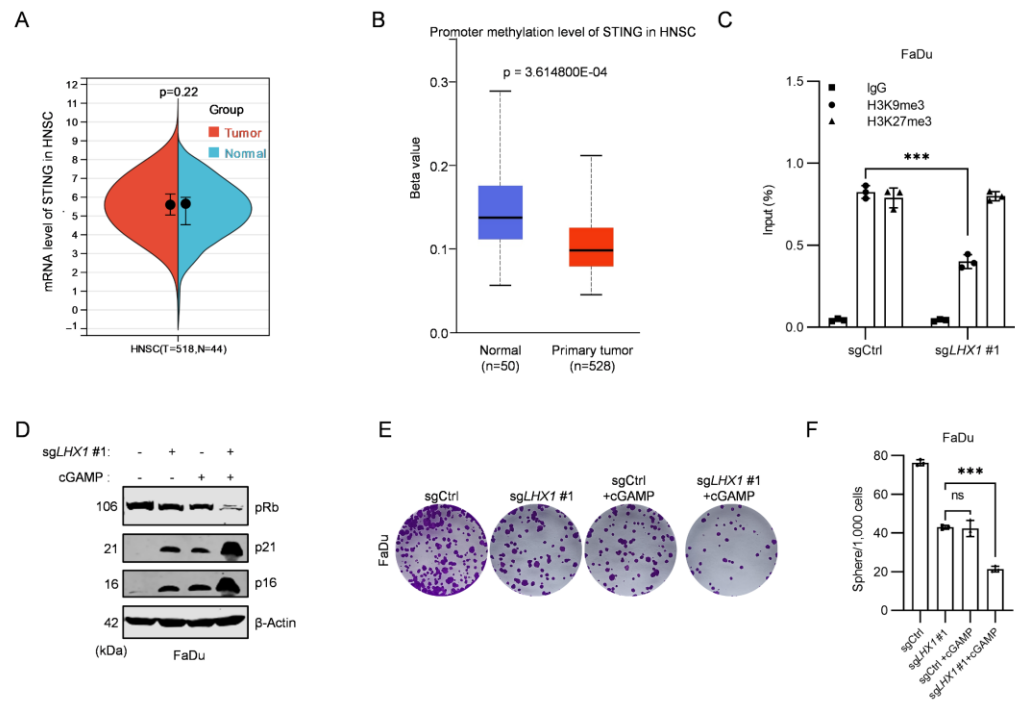 A
mRNA level of STING in HNSC
12
11
10
9
8
7
6
5
4
3
2
1
0
−1
p=0.22
Group
Tumor
Normal
HNSC(T=518,N=44)
B
Promoter methylation level of STING in HNSC
p = 3.614800E-04
Beta value
0.3
0.2
0.1
0.0
Normal
(n=50)
Primary tumor
(n=528)
C
FaDu
IgG
H3K9me3
H3K27me3
***
Input (%)
1.5
1.0
0.5
0.0
sgCtrl
sgLHX1 #1
D
sgLHX1 #1: - + - +
cGAMP : - - + +
106 pRb
21 p21
16 p16
42 β-Actin
(kDa)
FaDu
E
sgCtrl
sgLHX1 #1
sgCtrl
+cGAMP
sgLHX1 #1
+cGAMP
FaDu
F
FaDu
***
ns
Sphere/1,000 cells
80
60
40
20
0
sgCtrl
sgLHX1 #1
sgCtrl +cGAMP
sgLHX1 #1+cGAMP